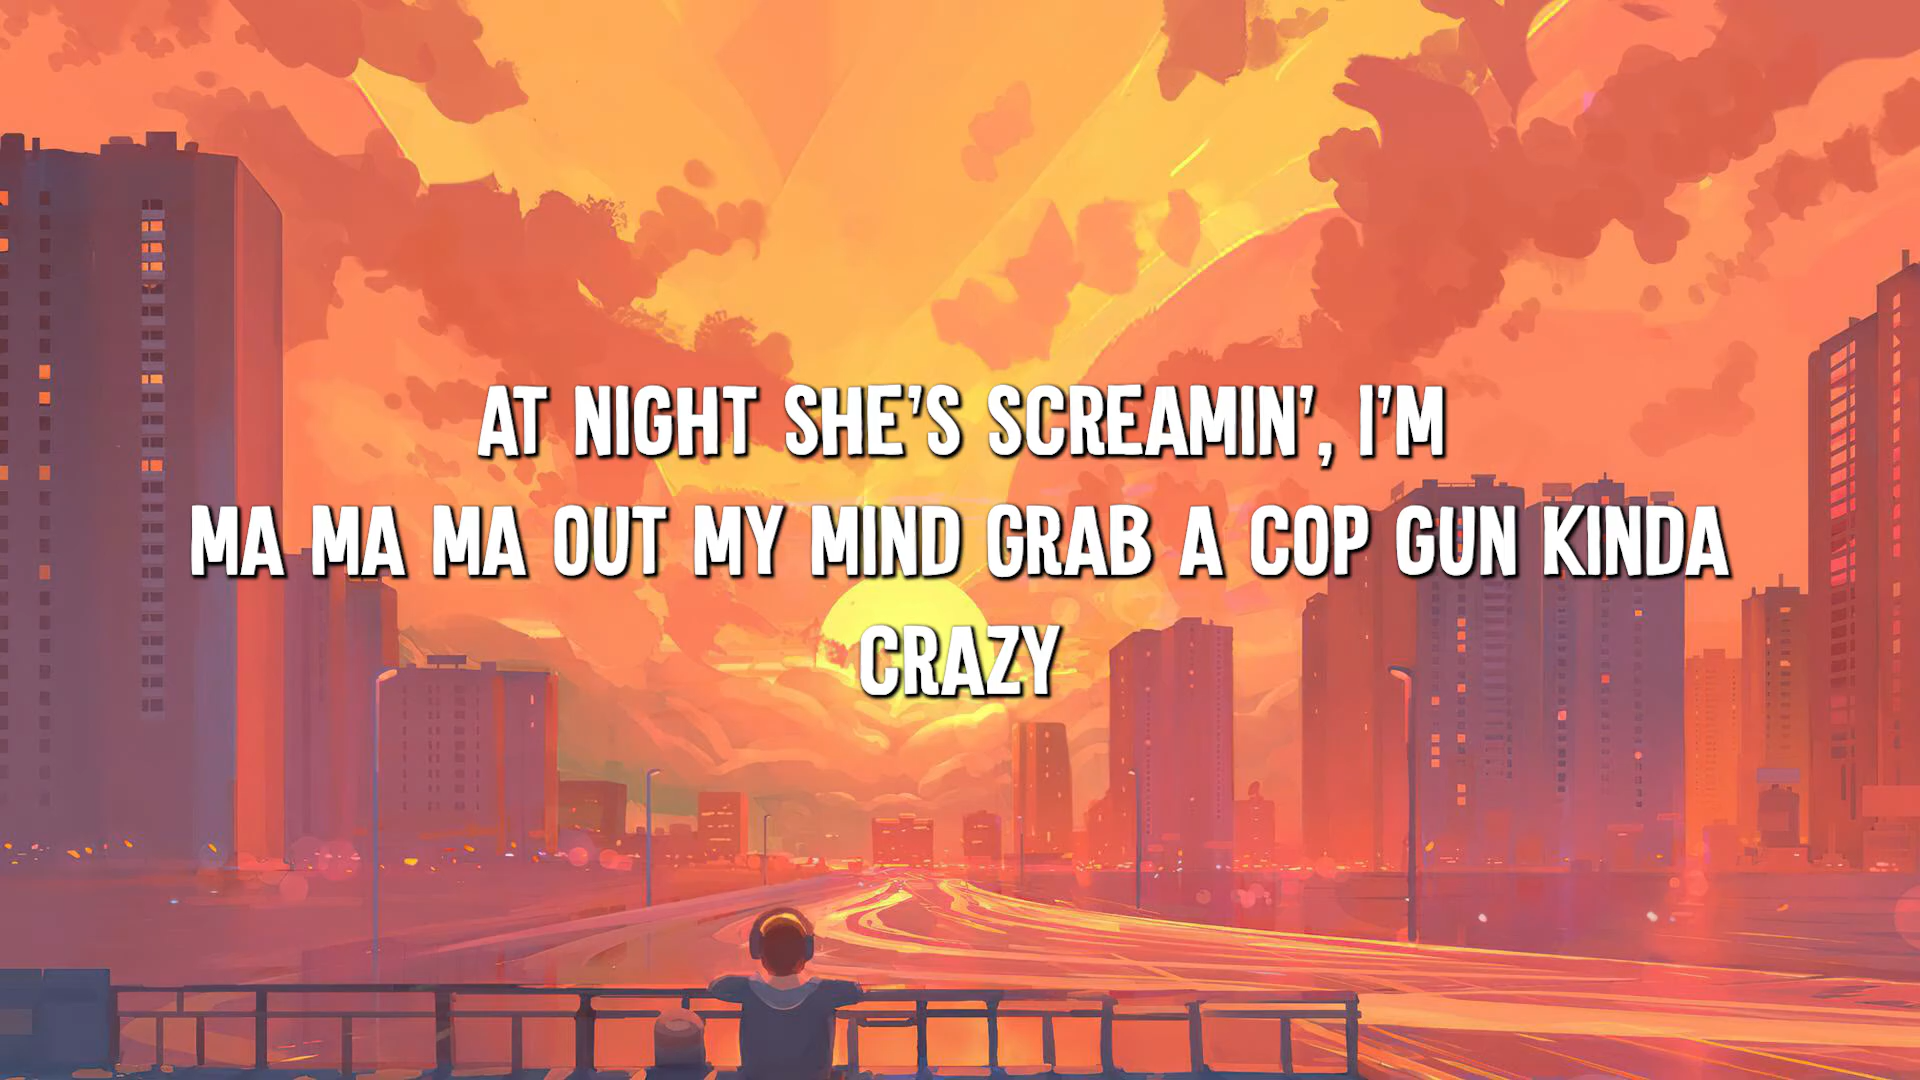 AT NIGHT SHE'S SCREAMIN', I'M
MA MA MA OUT MY MIND GRAB A COP GUN KINDA
CRAZY